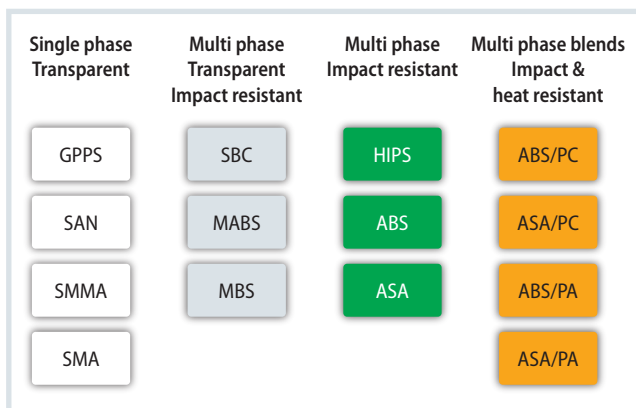 Single phase
Transparent
Multi phase
Transparent
Impact resistant
Multi phase
Impact resistant
Multi phase blends
Impact &
heat resistant
GPPS
SBC
HIPS
ABS/PC
SAN
MABS
ABS
ASA/PC
SMMA
MBS
ASA
ABS/PA
SMA
ASA/PA